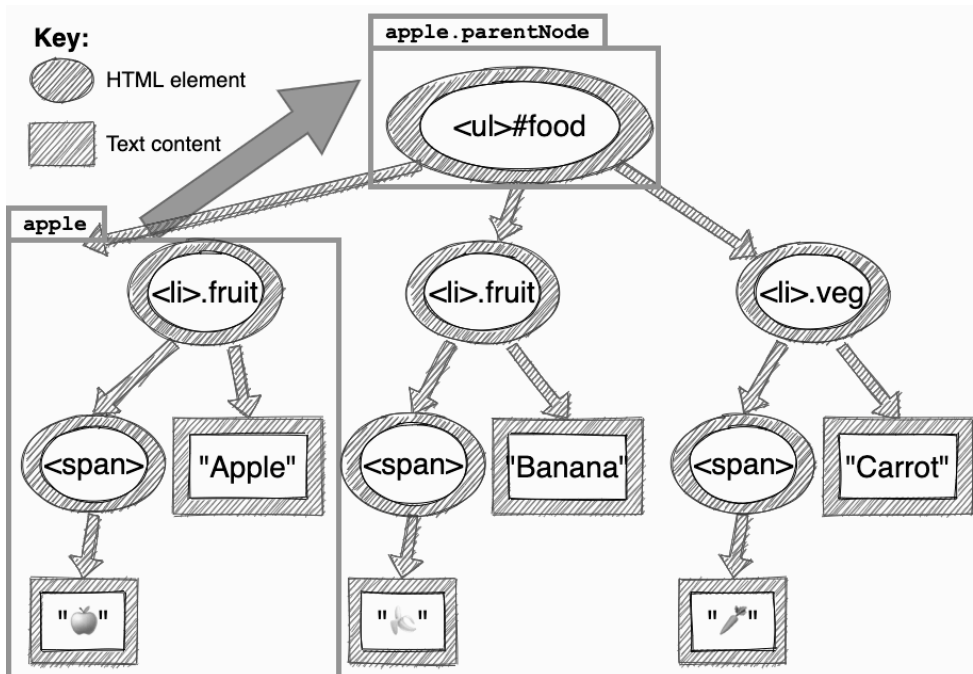 Key:
HTML element
Text content
apple.parentNode
<ul>#food
apple
<li>.fruit
<li>.fruit
<li>.veg
<span>
"Apple"
<span>
"Banana"
<span>
"Carrot"
"🍎"
"🍌"
"🥕"